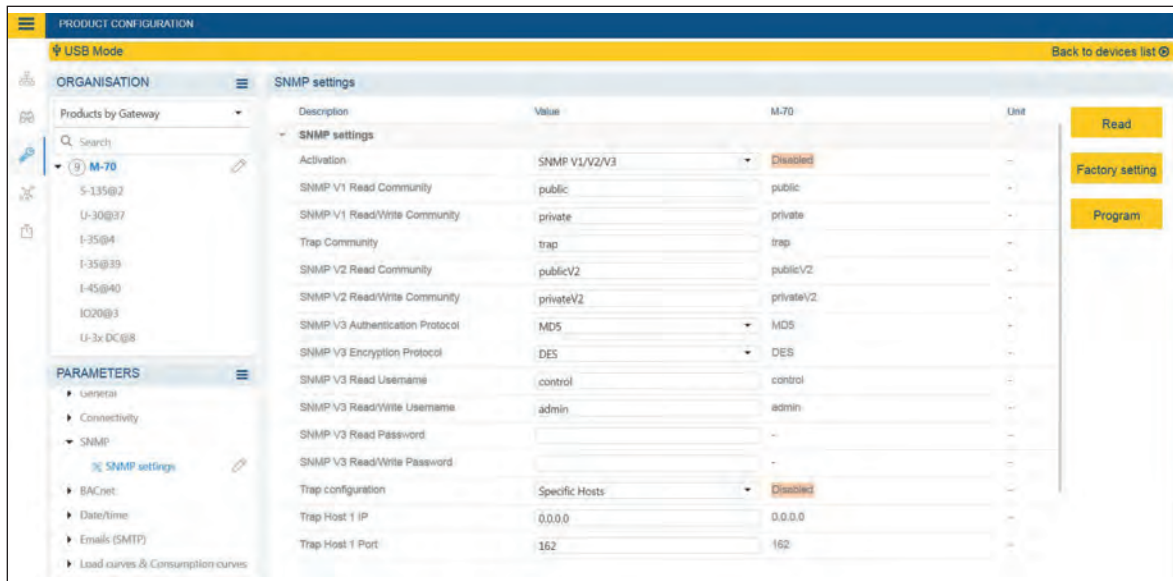 PRODUCT CONFIGURATION
USB Mode
Back to devices list
ORGANISATION
Products by Gateway
Search
9 M-70
S-135@2
U-30@37
I-35@4
I-35@39
I-45@40
IO20@3
U-3x DC@8
PARAMETERS
General
Connectivity
SNMP
SNMP settings
BACnet
Date/time
Emails (SMTP)
Load curves & Consumption curves
SNMP settings
Description Value M-70 Unit
SNMP settings
Activation SNMP V1/V2/V3 Disabled -
SNMP V1 Read Community public public -
SNMP V1 Read/Write Community private private -
Trap Community trap trap -
SNMP V2 Read Community publicV2 publicV2 -
SNMP V2 Read/Write Community privateV2 privateV2 -
SNMP V3 Authentication Protocol MD5 MD5 -
SNMP V3 Encryption Protocol DES DES -
SNMP V3 Read Username control control -
SNMP V3 Read/Write Username admin admin -
SNMP V3 Read Password - -
SNMP V3 Read/Write Password - -
Trap configuration Specific Hosts Disabled -
Trap Host 1 IP 0.0.0.0 0.0.0.0 -
Trap Host 1 Port 162 162 -
Read
Factory setting
Program